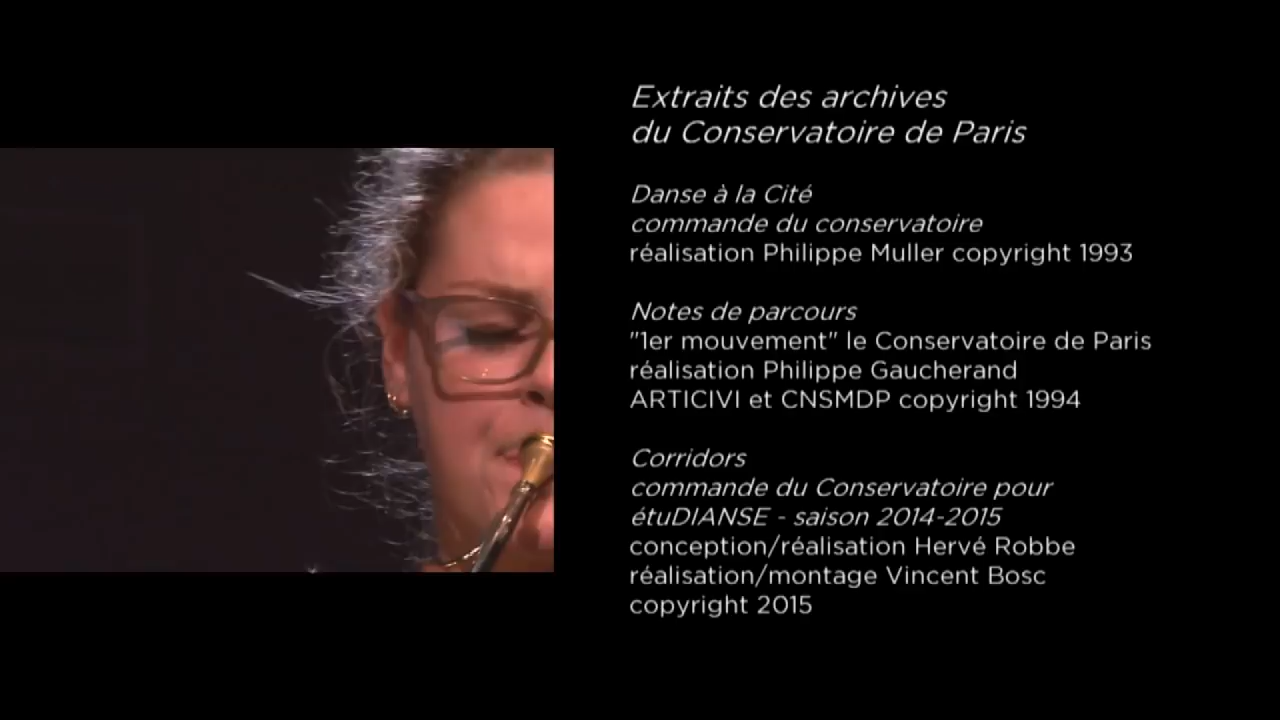 Extraits des archives
du Conservatoire de Paris
Danse à la Cité
commande du conservatoire
réalisation Philippe Muller copyright 1993
Notes de parcours
"1er mouvement" le Conservatoire de Paris
réalisation Philippe Gaucherand
ARTICIVI et CNSMDP copyright 1994
Corridors
commande du Conservatoire pour
étuDIANSE - saison 2014-2015
conception/réalisation Hervé Robbe
réalisation/montage Vincent Bosc
copyright 2015